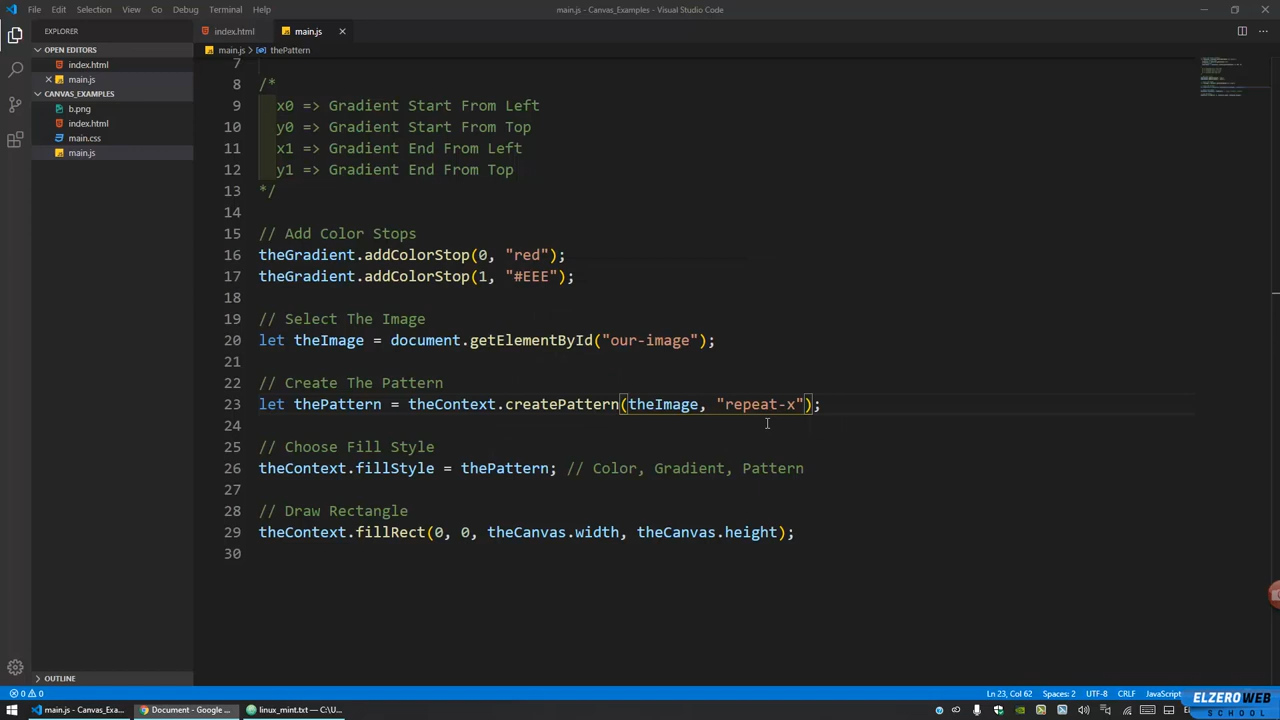 File Edit Selection View Go Debug Terminal Help
main.js - Canvas_Examples - Visual Studio Code
EXPLORER
OPEN EDITORS
index.html
main.js
CANVAS_EXAMPLES
b.png
index.html
main.css
main.js
OUTLINE
index.html main.js
main.js > thePattern
7
8 /*
9 x0 => Gradient Start From Left
10 y0 => Gradient Start From Top
11 x1 => Gradient End From Left
12 y1 => Gradient End From Top
13 */
14
15 // Add Color Stops
16 theGradient.addColorStop(0, "red");
17 theGradient.addColorStop(1, "#EEE");
18
19 // Select The Image
20 let theImage = document.getElementById("our-image");
21
22 // Create The Pattern
23 let thePattern = theContext.createPattern(theImage, "repeat-x");
24
25 // Choose Fill Style
26 theContext.fillStyle = thePattern; // Color, Gradient, Pattern
27
28 // Draw Rectangle
29 theContext.fillRect(0, 0, theCanvas.width, theCanvas.height);
30
0 0 Ln 23, Col 62 Spaces: 2 UTF-8 CRLF JavaScript
main.js - Canvas_Exa... Document - Google ... linux_mint.txt — C:\U...
ELZEROWEB
SCHOOL